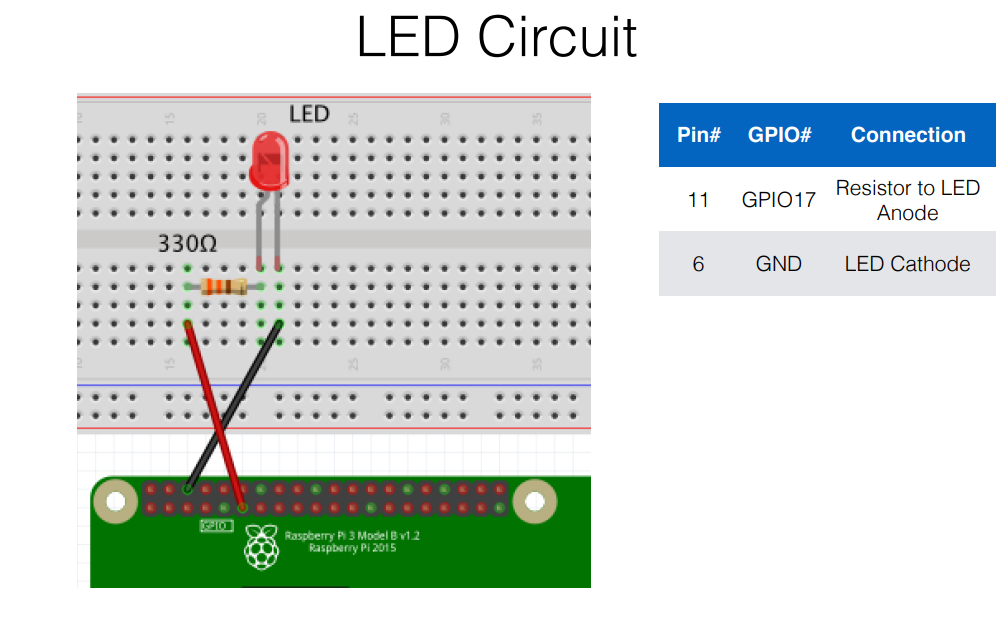 LED Circuit
LED
15
20
25
30
35
330Ω
15
25
30
35
GPIO
Raspberry Pi 3 Model B v1.2
Raspberry Pi 2015
Pin# GPIO# Connection
11 GPIO17 Resistor to LED
Anode
6 GND LED Cathode